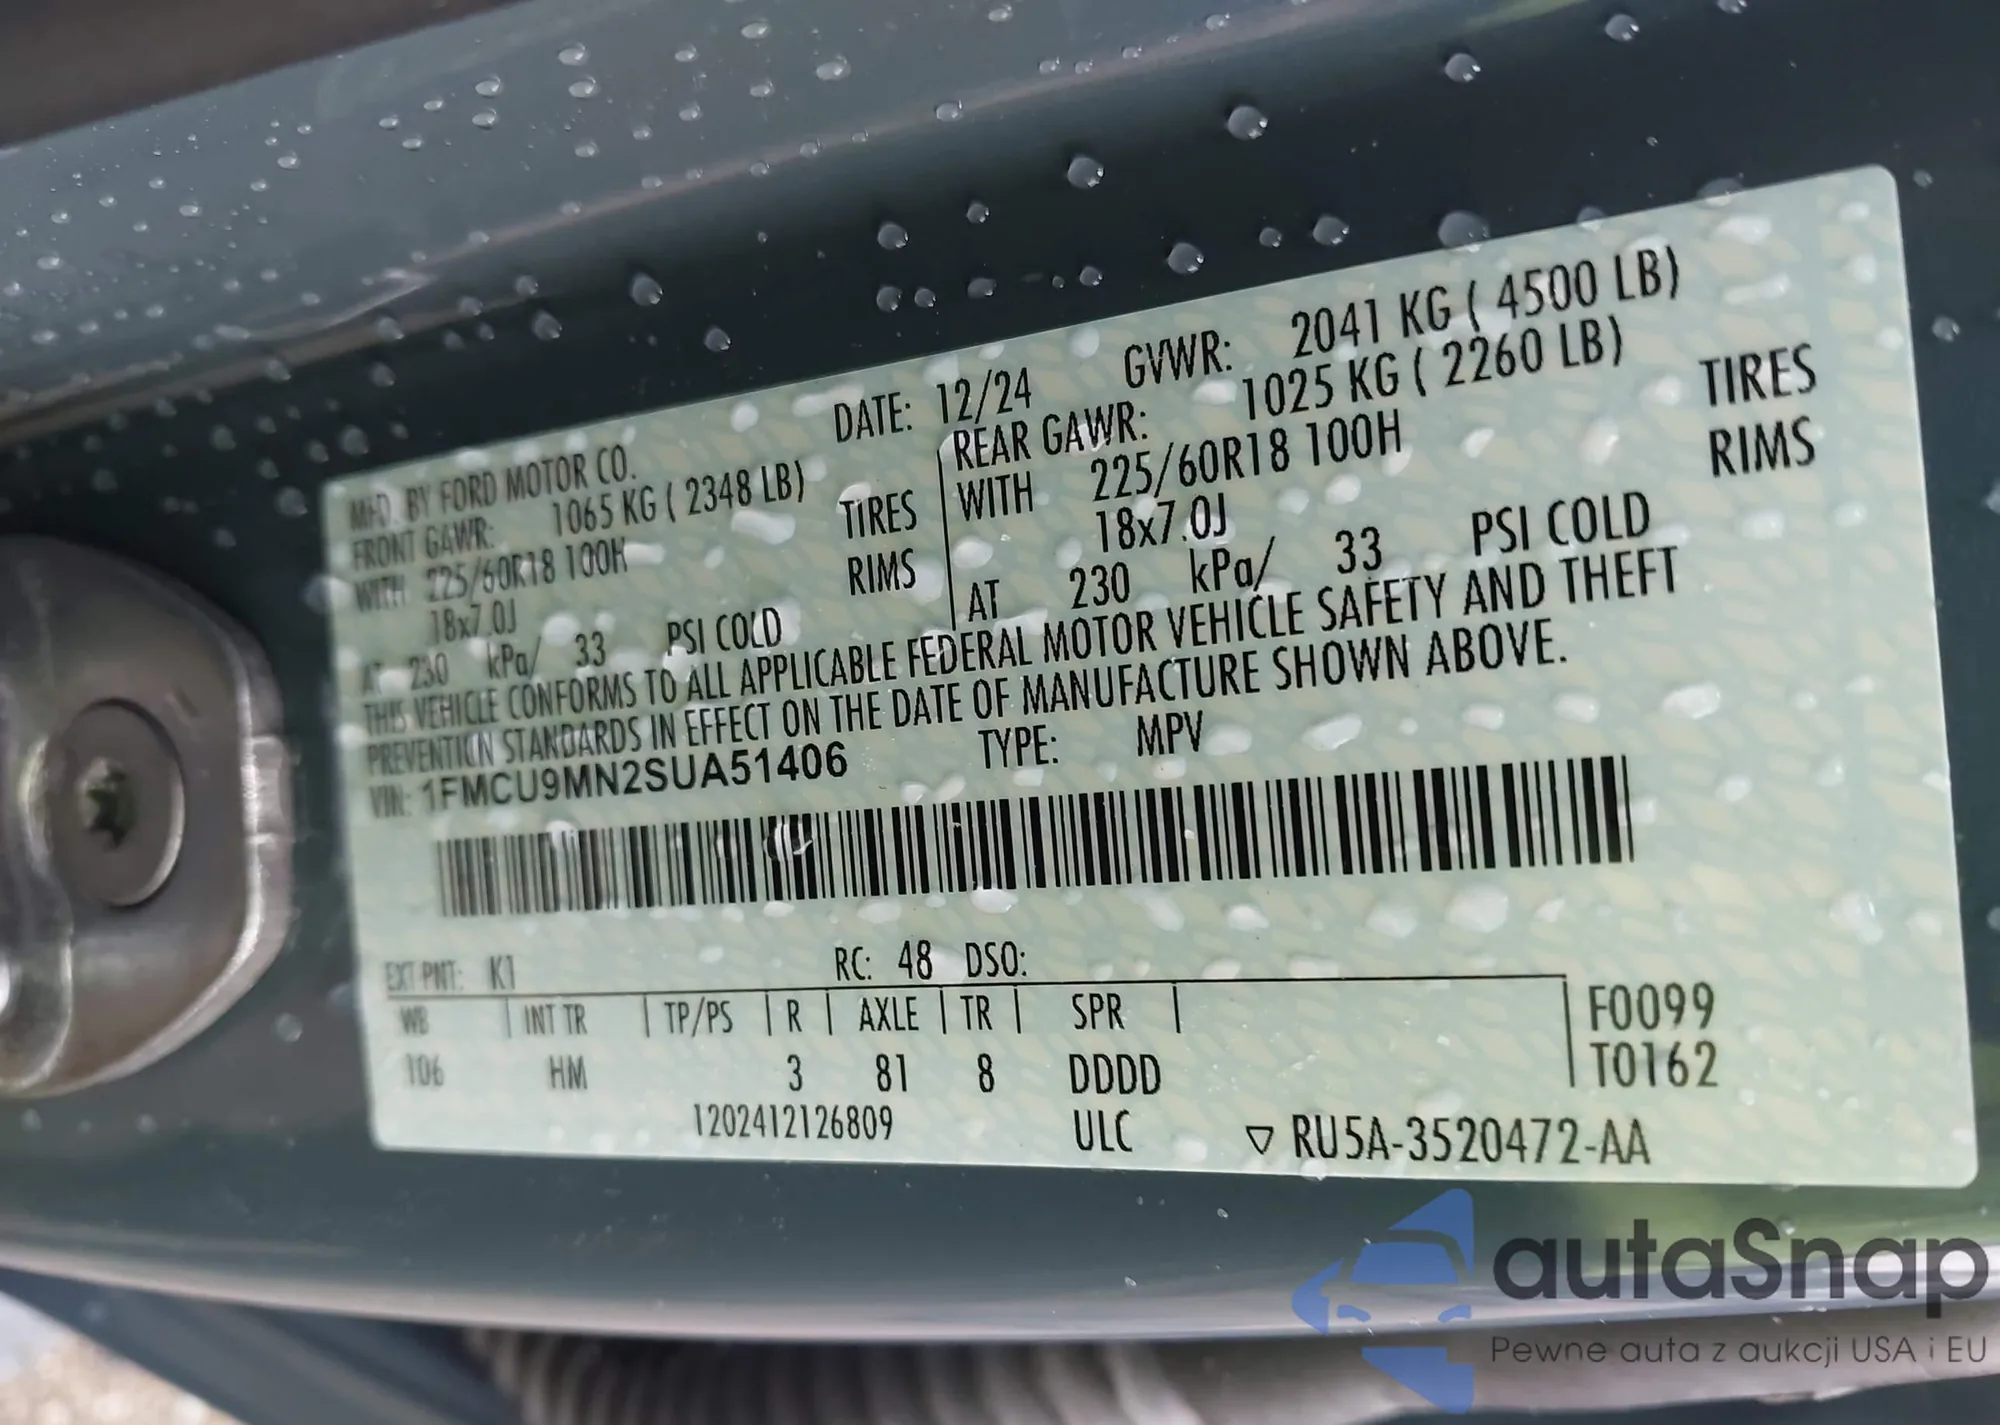 MFD. BY FORD MOTOR CO. DATE: 12/24 GVWR: 2041 KG ( 4500 LB)
FRONT GAWR: 1065 KG ( 2348 LB) REAR GAWR: 1025 KG ( 2260 LB)
WITH 225/60R18 100H TIRES WITH 225/60R18 100H TIRES
18x7.0J RIMS 18x7.0J RIMS
AT 230 kPa/ 33 PSI COLD AT 230 kPa/ 33 PSI COLD
THIS VEHICLE CONFORMS TO ALL APPLICABLE FEDERAL MOTOR VEHICLE SAFETY AND THEFT
PREVENTION STANDARDS IN EFFECT ON THE DATE OF MANUFACTURE SHOWN ABOVE.
VIN: 1FMCU9MN2SUA51406 TYPE: MPV
EXT PNT: K1 RC: 48 DSO:
WB INT TR TP/PS R AXLE TR SPR F0099
106 HM 3 81 8 DDDD T0162
1202412126809 ULC ▽ RU5A-3520472-AA
autaSnap
Pewne auta z aukcji USA i EU